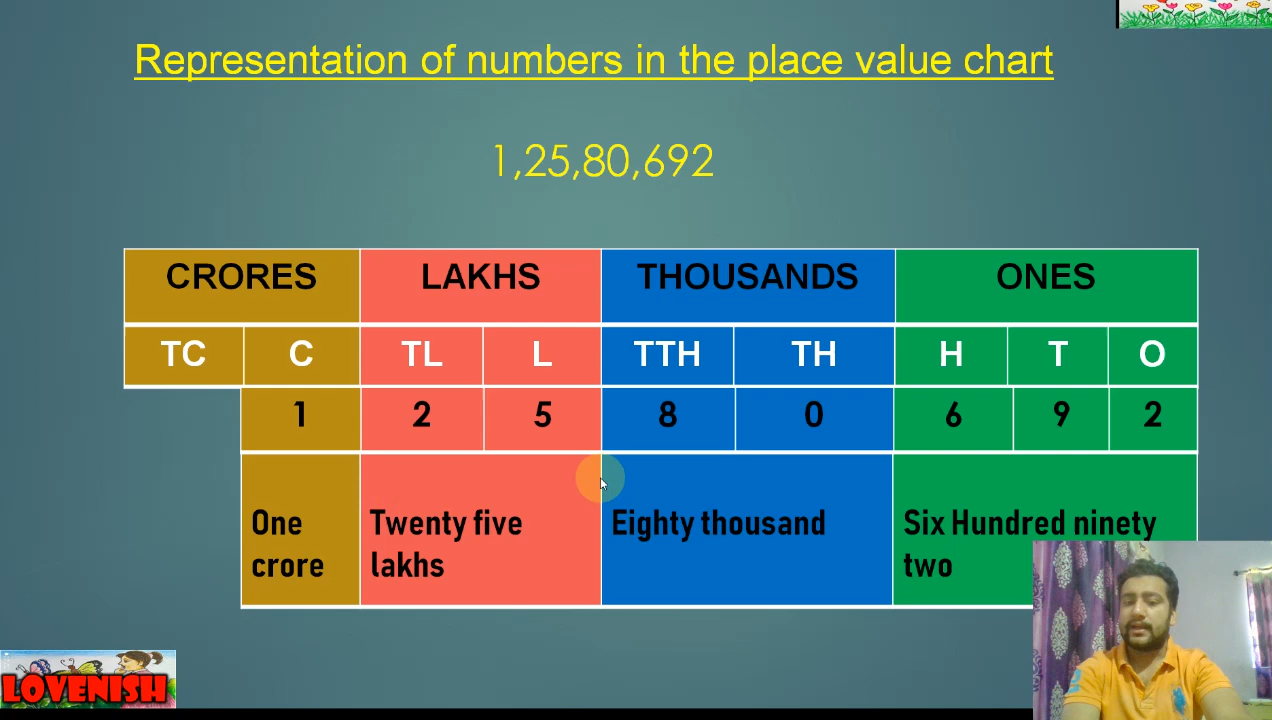 Representation of numbers in the place value chart
1,25,80,692
CRORES LAKHS THOUSANDS ONES
TC C TL L TTH TH H T O
1 2 5 8 0 6 9 2
One Twenty five Eighty thousand Six Hundred ninety
crore lakhs two
LOVENISH